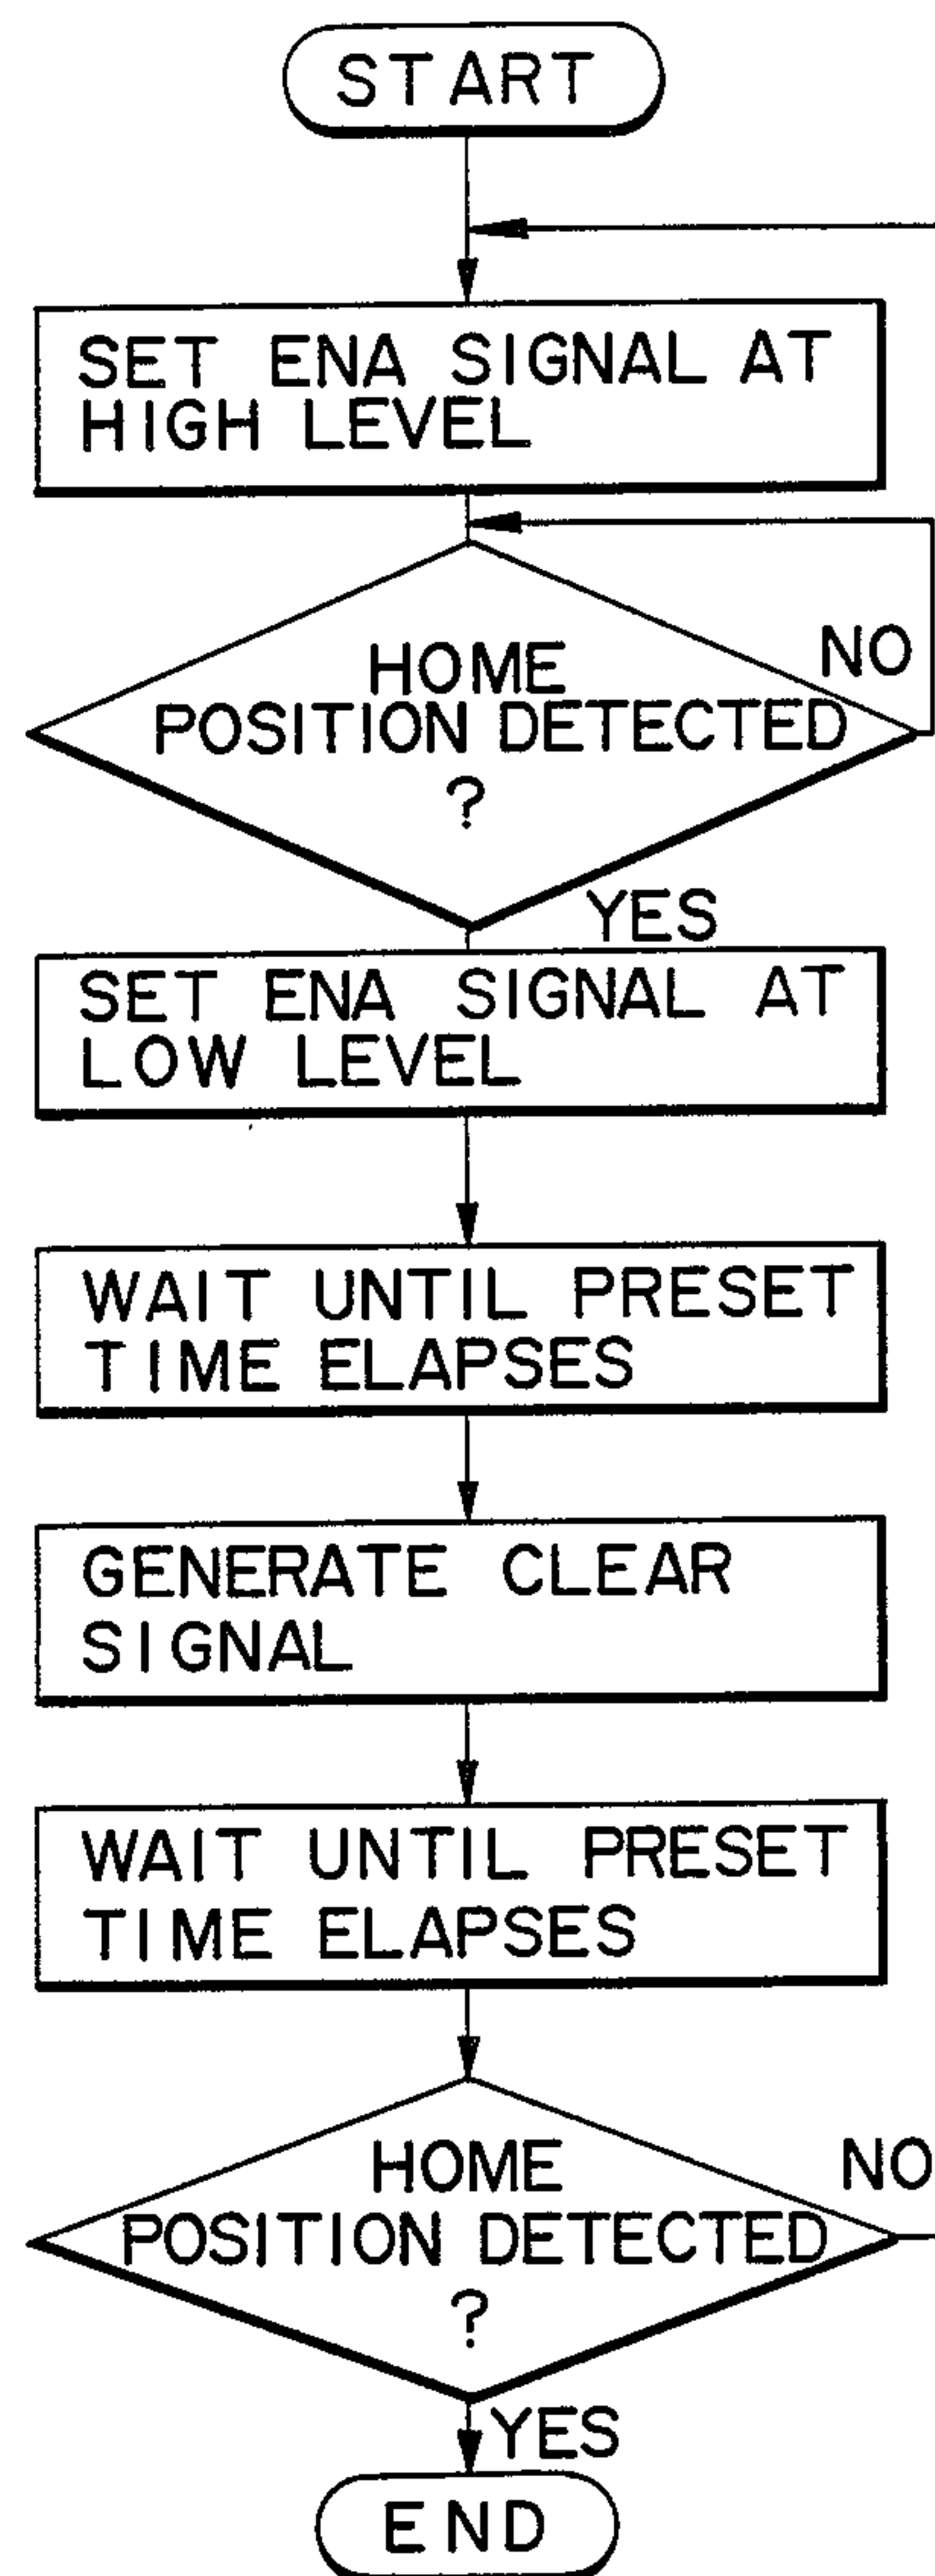 START
SET ENA SIGNAL AT
HIGH LEVEL
HOME
POSITION DETECTED
?
NO
YES
SET ENA SIGNAL AT
LOW LEVEL
WAIT UNTIL PRESET
TIME ELAPSES
GENERATE CLEAR
SIGNAL
WAIT UNTIL PRESET
TIME ELAPSES
HOME
POSITION DETECTED
?
NO
YES
END